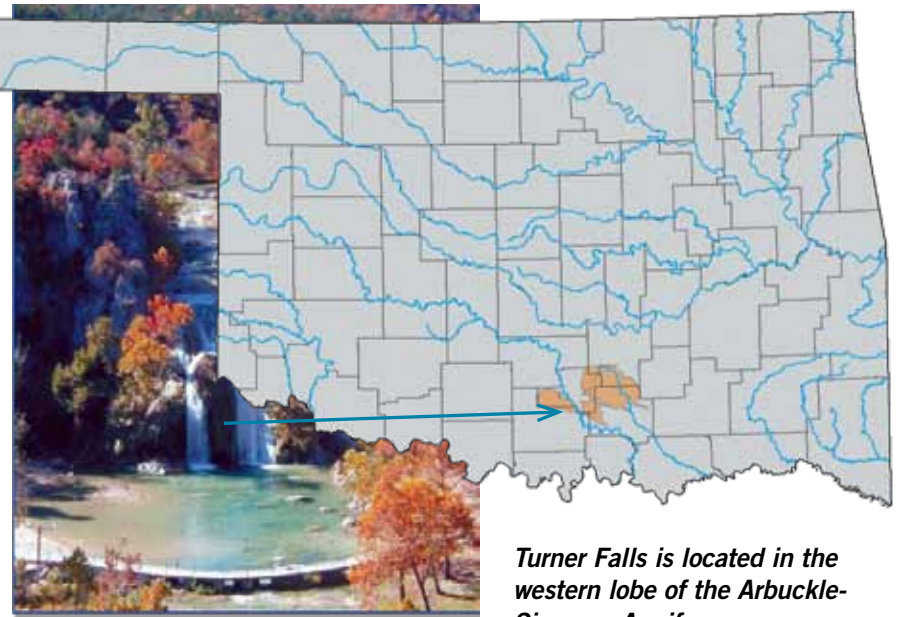 Turner Falls is located in the
western lobe of the Arbuckle-